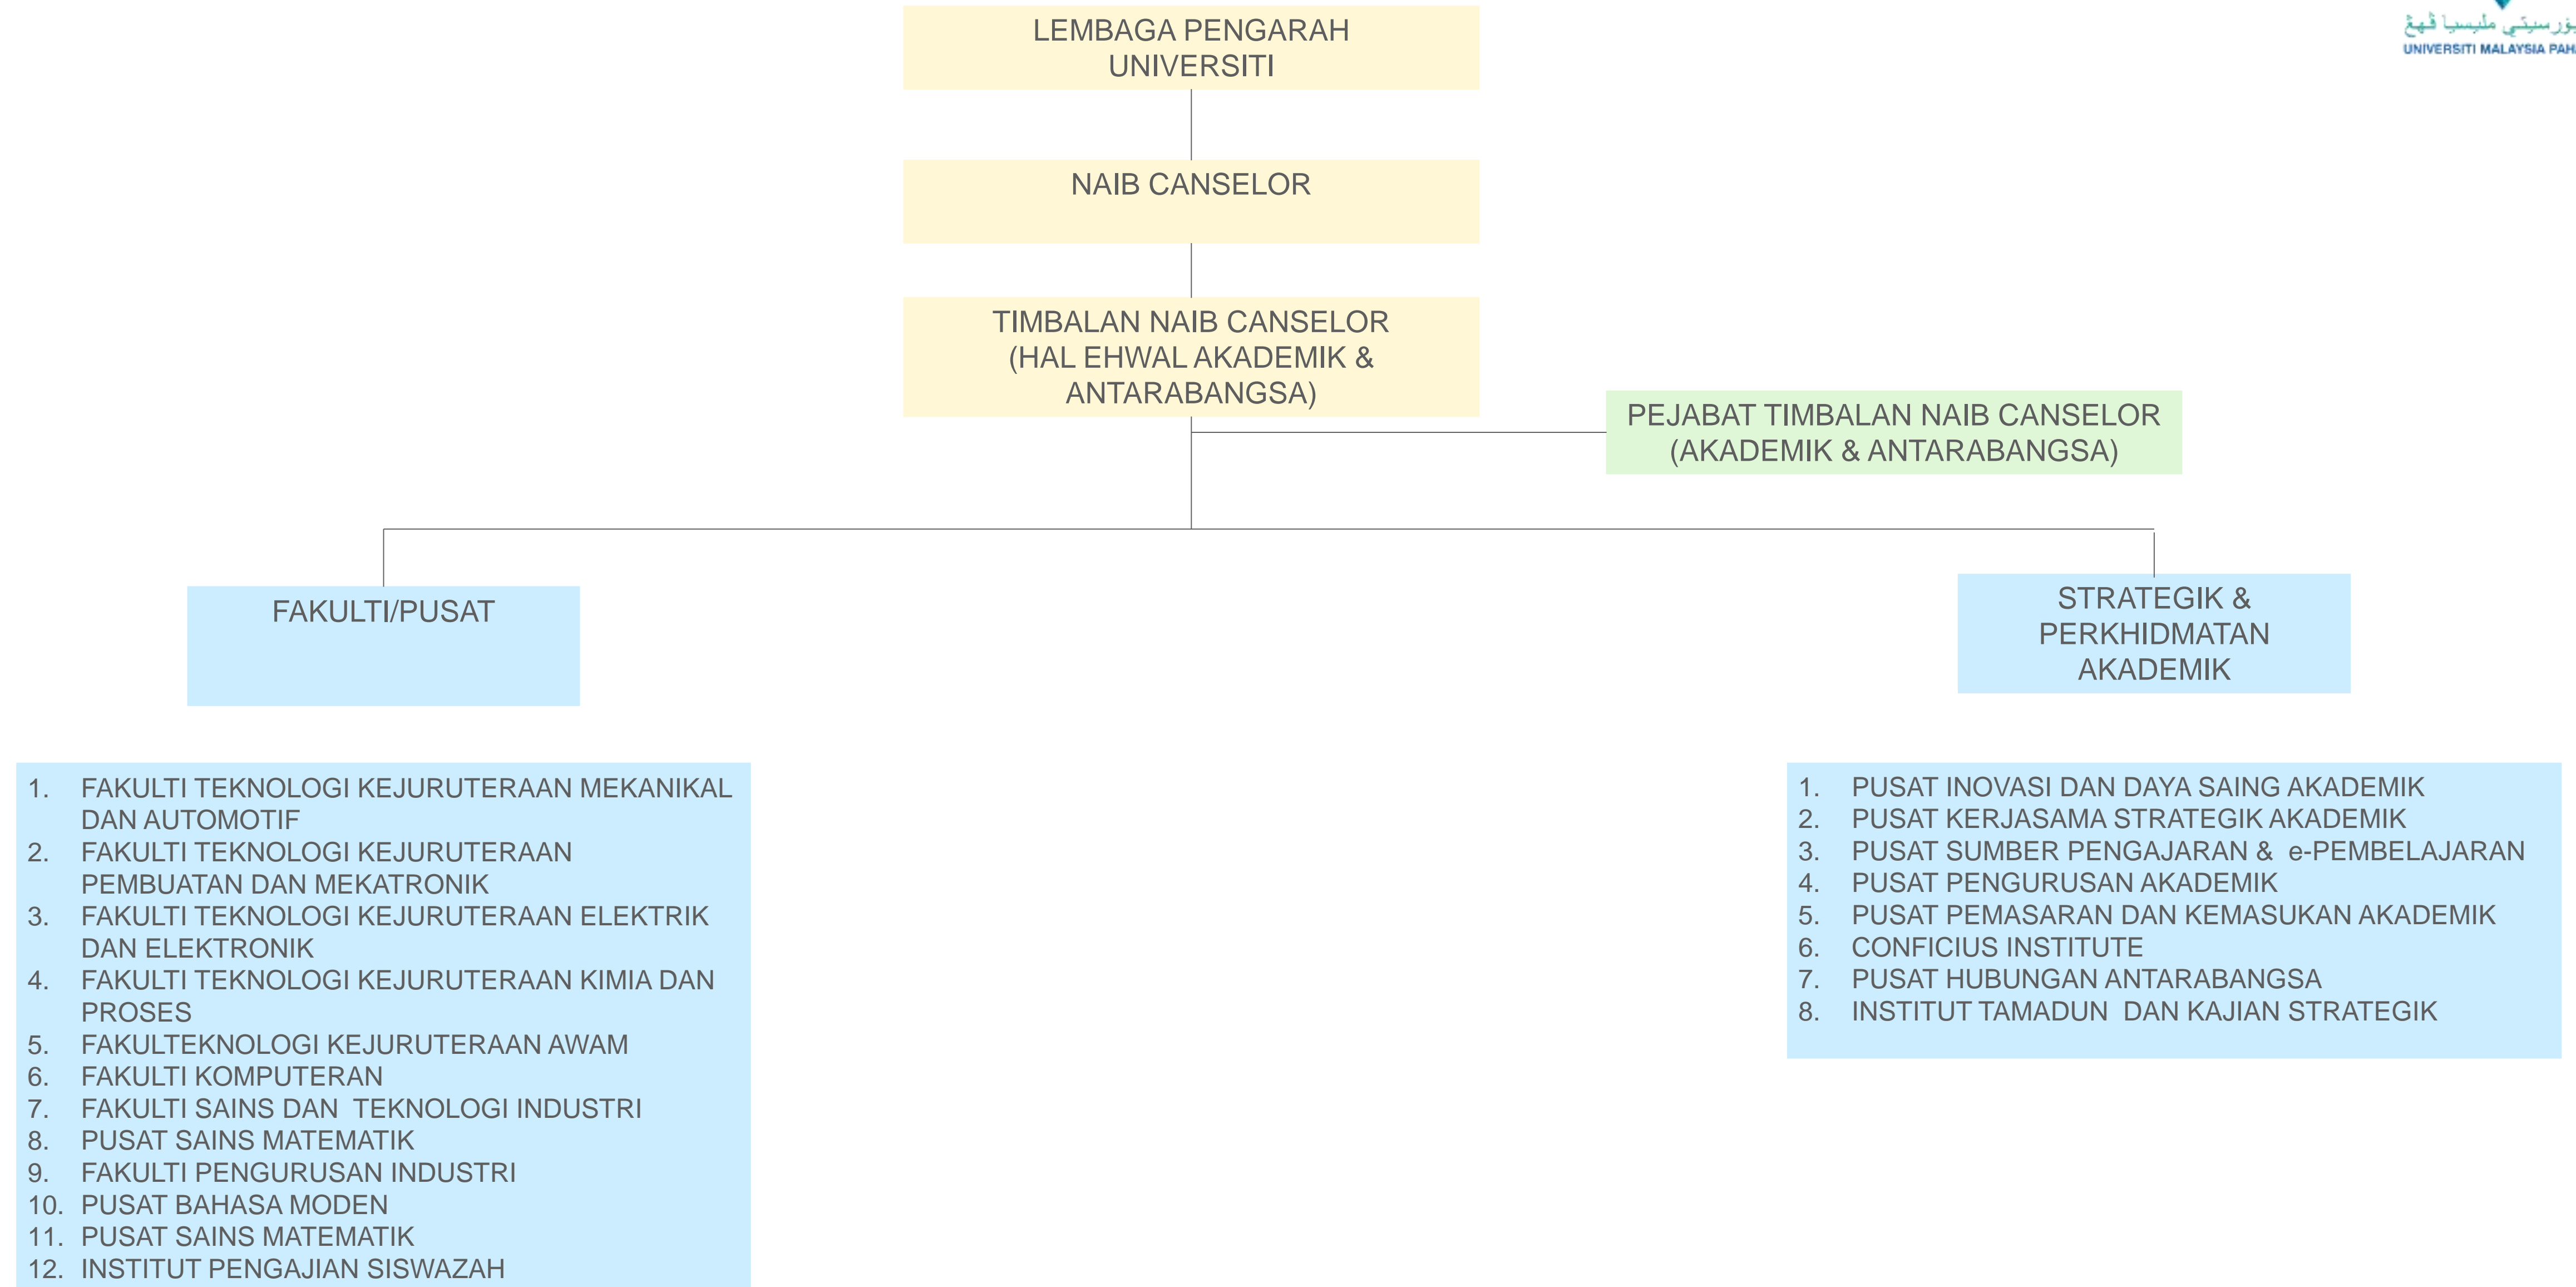 مليسيا ڤهڠ
UNIVERSITI MALAYSIA
LEMBAGA PENGARAH
UNIVERSITI
NAIB CANSELOR
TIMBALAN NAIB CANSELOR
(HAL EHWAL AKADEMIK &
ANTARABANGSA)
PEJABAT TIMBALAN NAIB CANSELOR
(AKADEMIK & ANTARABANGSA)
FAKULTI/PUSAT
1. FAKULTI TEKNOLOGI KEJURUTERAAN MEKANIKAL
DAN AUTOMOTIF
2. FAKULTI TEKNOLOGI KEJURUTERAAN
PEMBUATAN DAN MEKATRONIK
3. FAKULTI TEKNOLOGI KEJURUTERAAN ELEKTRIK
DAN ELEKTRONIK
4. FAKULTI TEKNOLOGI KEJURUTERAAN KIMIA DAN
PROSES
5. FAKULTEKNOLOGI KEJURUTERAAN AWAM
6. FAKULTI KOMPUTERAN
7. FAKULTI SAINS DAN TEKNOLOGI INDUSTRI
8. PUSAT SAINS MATEMATIK
9. FAKULTI PENGURUSAN INDUSTRI
10. PUSAT BAHASA MODEN
11. PUSAT SAINS MATEMATIK
12. INSTITUT PENGAJIAN SISWAZAH
STRATEGIK &
PERKHIDMATAN
AKADEMIK
1. PUSAT INOVASI DAN DAYA SAING AKADEMIK
2. PUSAT KERJASAMA STRATEGIK AKADEMIK
3. PUSAT SUMBER PENGAJARAN & e-PEMBELAJARAN
4. PUSAT PENGURUSAN AKADEMIK
5. PUSAT PEMASARAN DAN KEMASUKAN AKADEMIK
6. CONFICIUS INSTITUTE
7. PUSAT HUBUNGAN ANTARABANGSA
8. INSTITUT TAMADUN DAN KAJIAN STRATEGIK